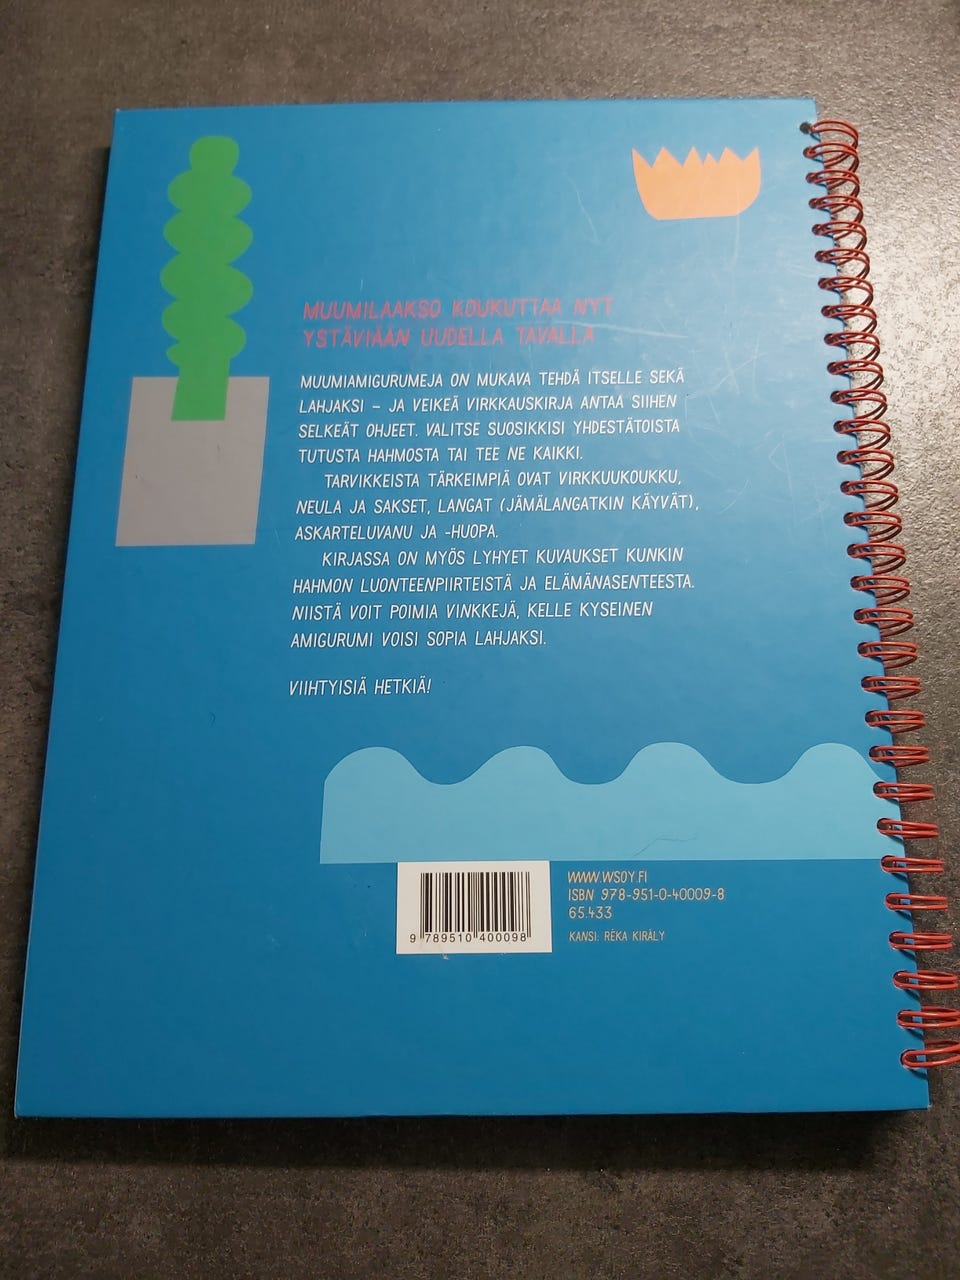 MUUMILAAKSO KOUKUTTAA NYT
YSTÄVIÄÄN UUDELLA TAVALLA
MUUMIAMIGURUMEJA ON MUKAVA TEHDÄ ITSELLE SEKÄ
LAHJAKSI – JA VEIKEÄ VIRKKAUSKIRJA ANTAA SIIHEN
SELKEÄT OHJEET. VALITSE SUOSIKKISI YHDESTÄTOISTA
TUTUSTA HAHMOSTA TAI TEE NE KAIKKI.
TARVIKKEISTA TÄRKEIMPIÄ OVAT VIRKKUUKOUKKU,
NEULA JA SAKSET, LANGAT (JÄMÄLANGATKIN KÄYVÄT),
ASKARTELUVANU JA -HUOPA.
KIRJASSA ON MYÖS LYHYET KUVAUKSET KUNKIN
HAHMON LUONTEENPIIRTEISTÄ JA ELÄMÄNASENTEESTA.
NIISTÄ VOIT POIMIA VINKKEJÄ, KELLE KYSEINEN
AMIGURUMI VOISI SOPIA LAHJAKSI.
VIIHTYISIÄ HETKIÄ!
WWW.WSOY.FI
ISBN 978-951-0-40009-8
65.433
KANSI: RÉKA KIRÁLY
9 789510 400098